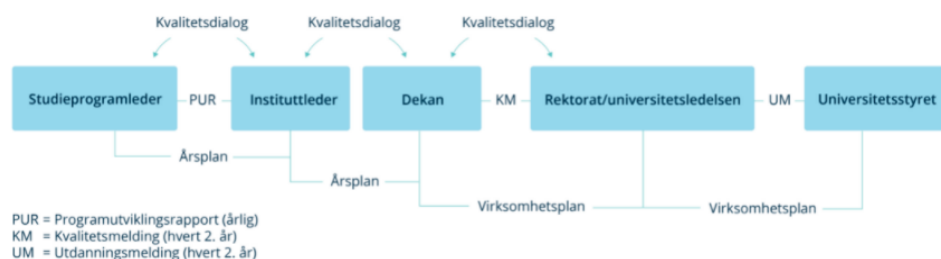 Kvalitetsdialog Kvalitetsdialog Kvalitetsdialog
Studieprogramleder PUR Instituttleder Dekan KM Rektorat/universitetsledelsen UM Universitetsstyret
Årsplan
Årsplan
Virksomhetsplan Virksomhetsplan
PUR = Programutviklingsrapport (årlig)
KM = Kvalitetsmelding (hvert 2. år)
UM = Utdanningsmelding (hvert 2. år)